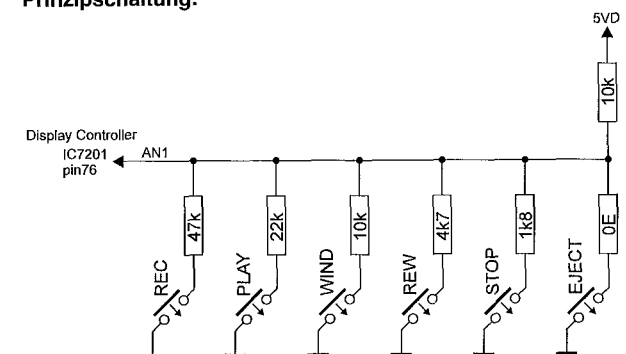 Prinzipschaltung:
5VD
10k
Display Controller
IC7201
pin76
AN1
47k
22k
10k
4k7
1k8
0E
REC
PLAY
WIND
REW
STOP
EJECT